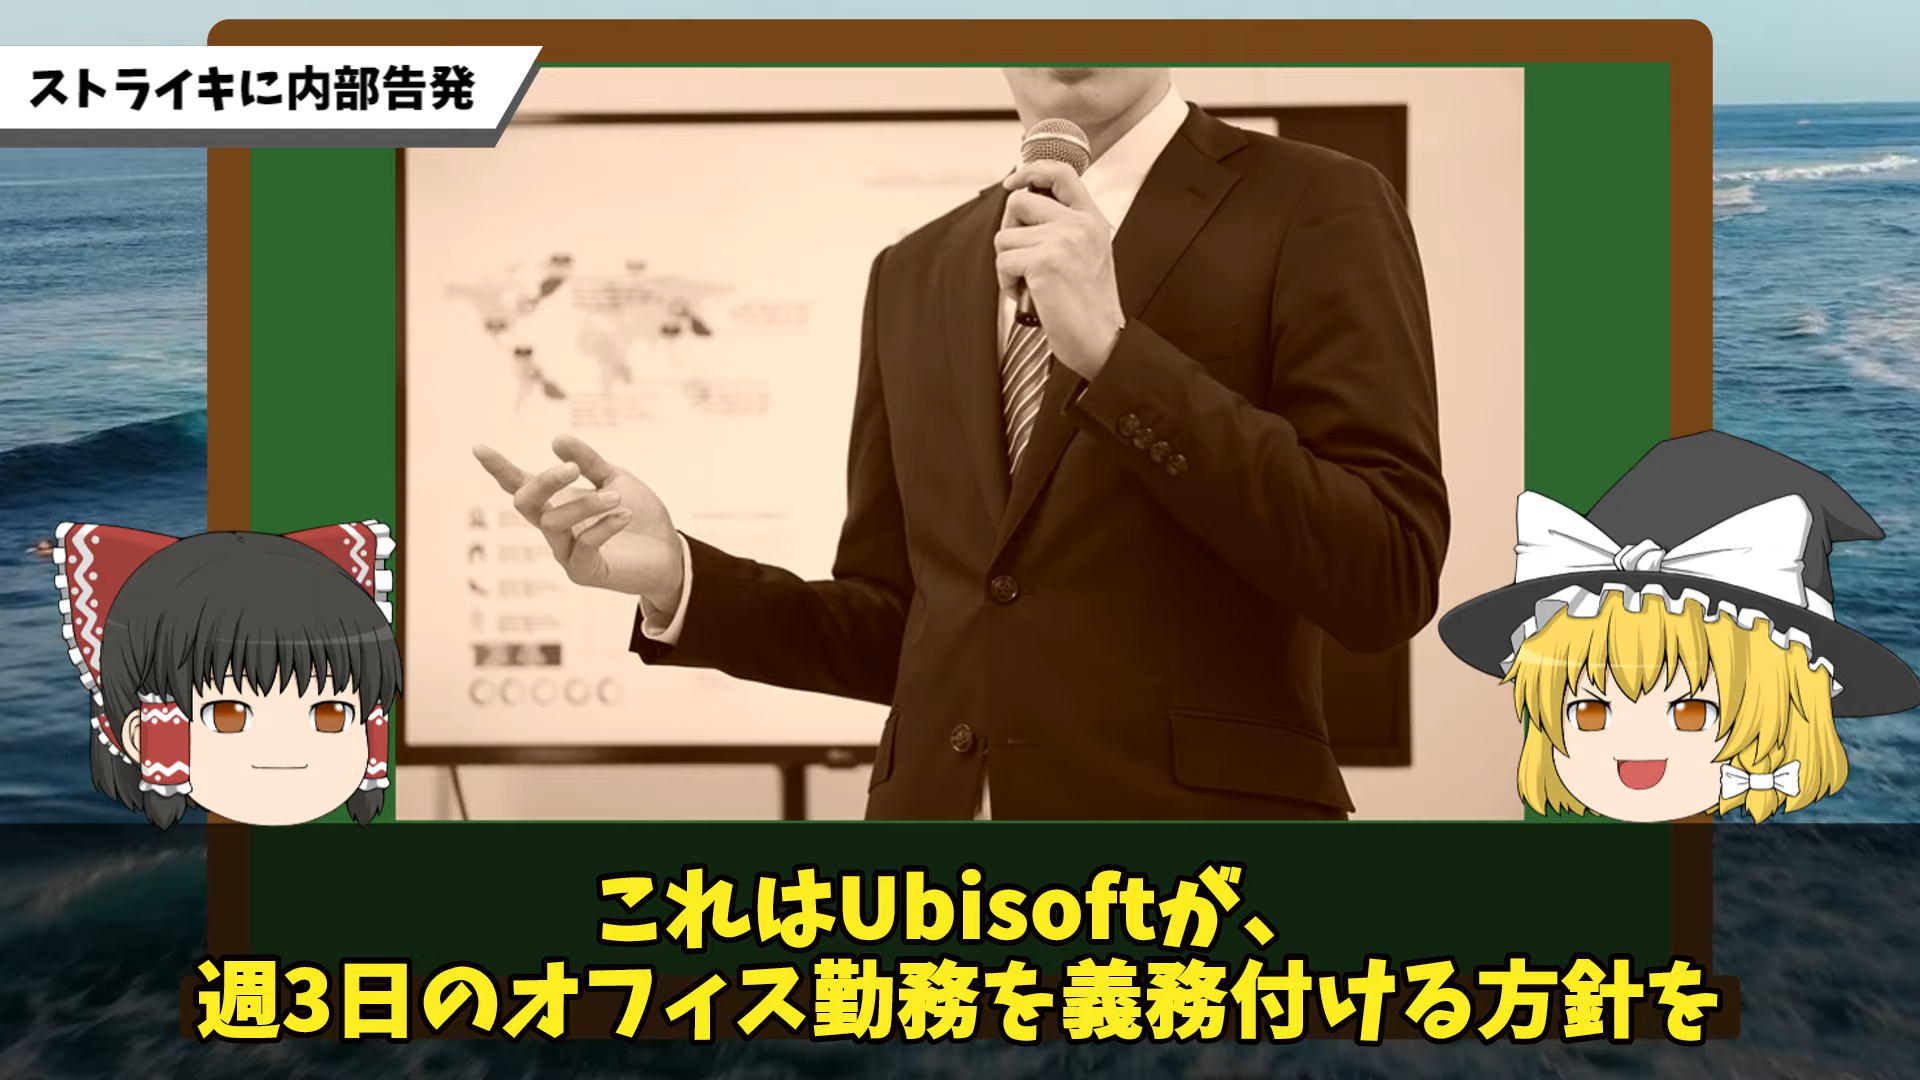 ストライキに内部告発
これはUbisoftが、
週3日のオフィス勤務を義務付ける方針を